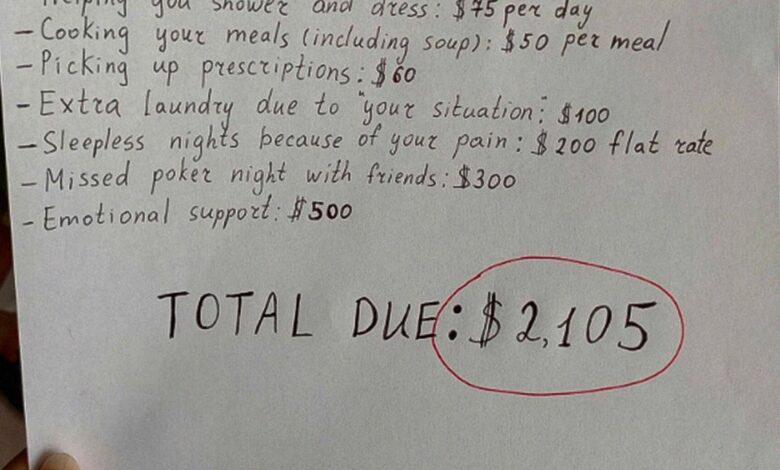 Helping you shower and dress: $75 per day
- Cooking your meals (including soup): $50 per meal
- Picking up prescriptions: $60
- Extra laundry due to "your situation": $100
- Sleepless nights because of your pain: $200 flat rate
- Missed poker night with friends: $300
- Emotional support: $500
TOTAL DUE: $2,105